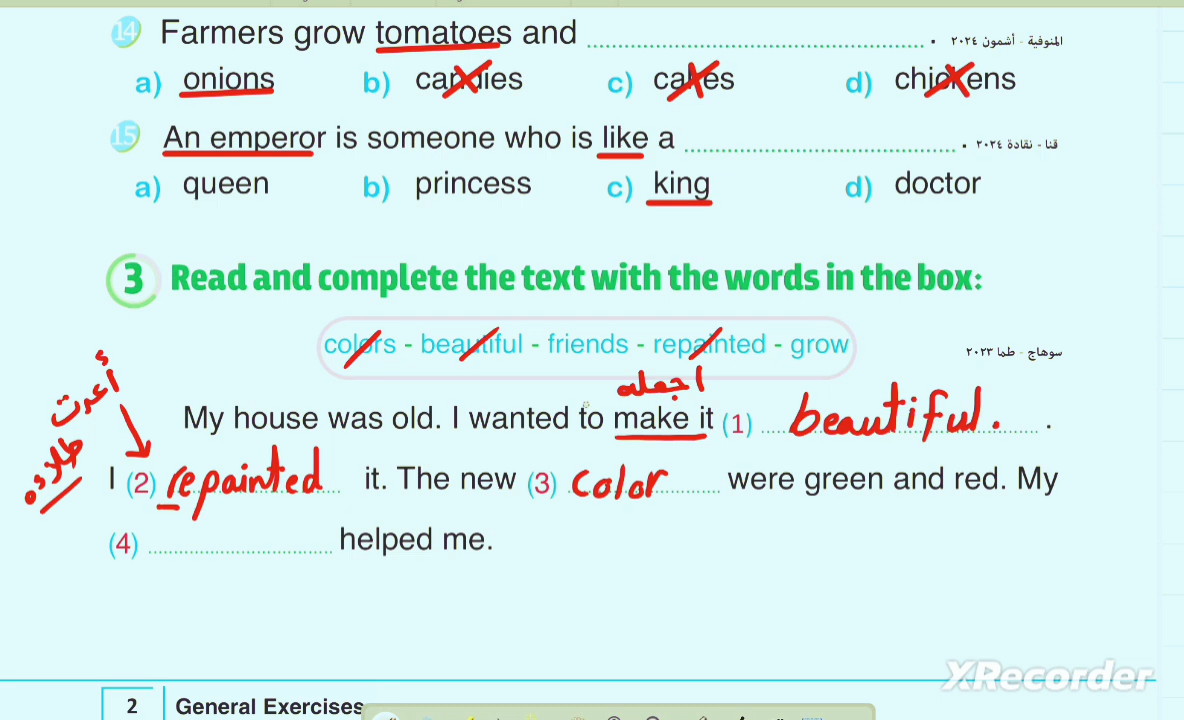 14 Farmers grow tomatoes and ........................ . المنوفية - أشمون ٢٠٢٤
a) onions b) candies c) cakes d) chickens
15 An emperor is someone who is like a ........................ . قنا - نقادة ٢٠٢٤
a) queen b) princess c) king d) doctor
3 Read and complete the text with the words in the box:
colors - beautiful - friends - repainted - grow سوهاج - طما ٢٠٢٣
اجعله
أعدت
طلاءه
My house was old. I wanted to make it (1) beautiful. .
I (2) repainted it. The new (3) color were green and red. My
(4) ........................ helped me.
XRecorder
2 General Exercises